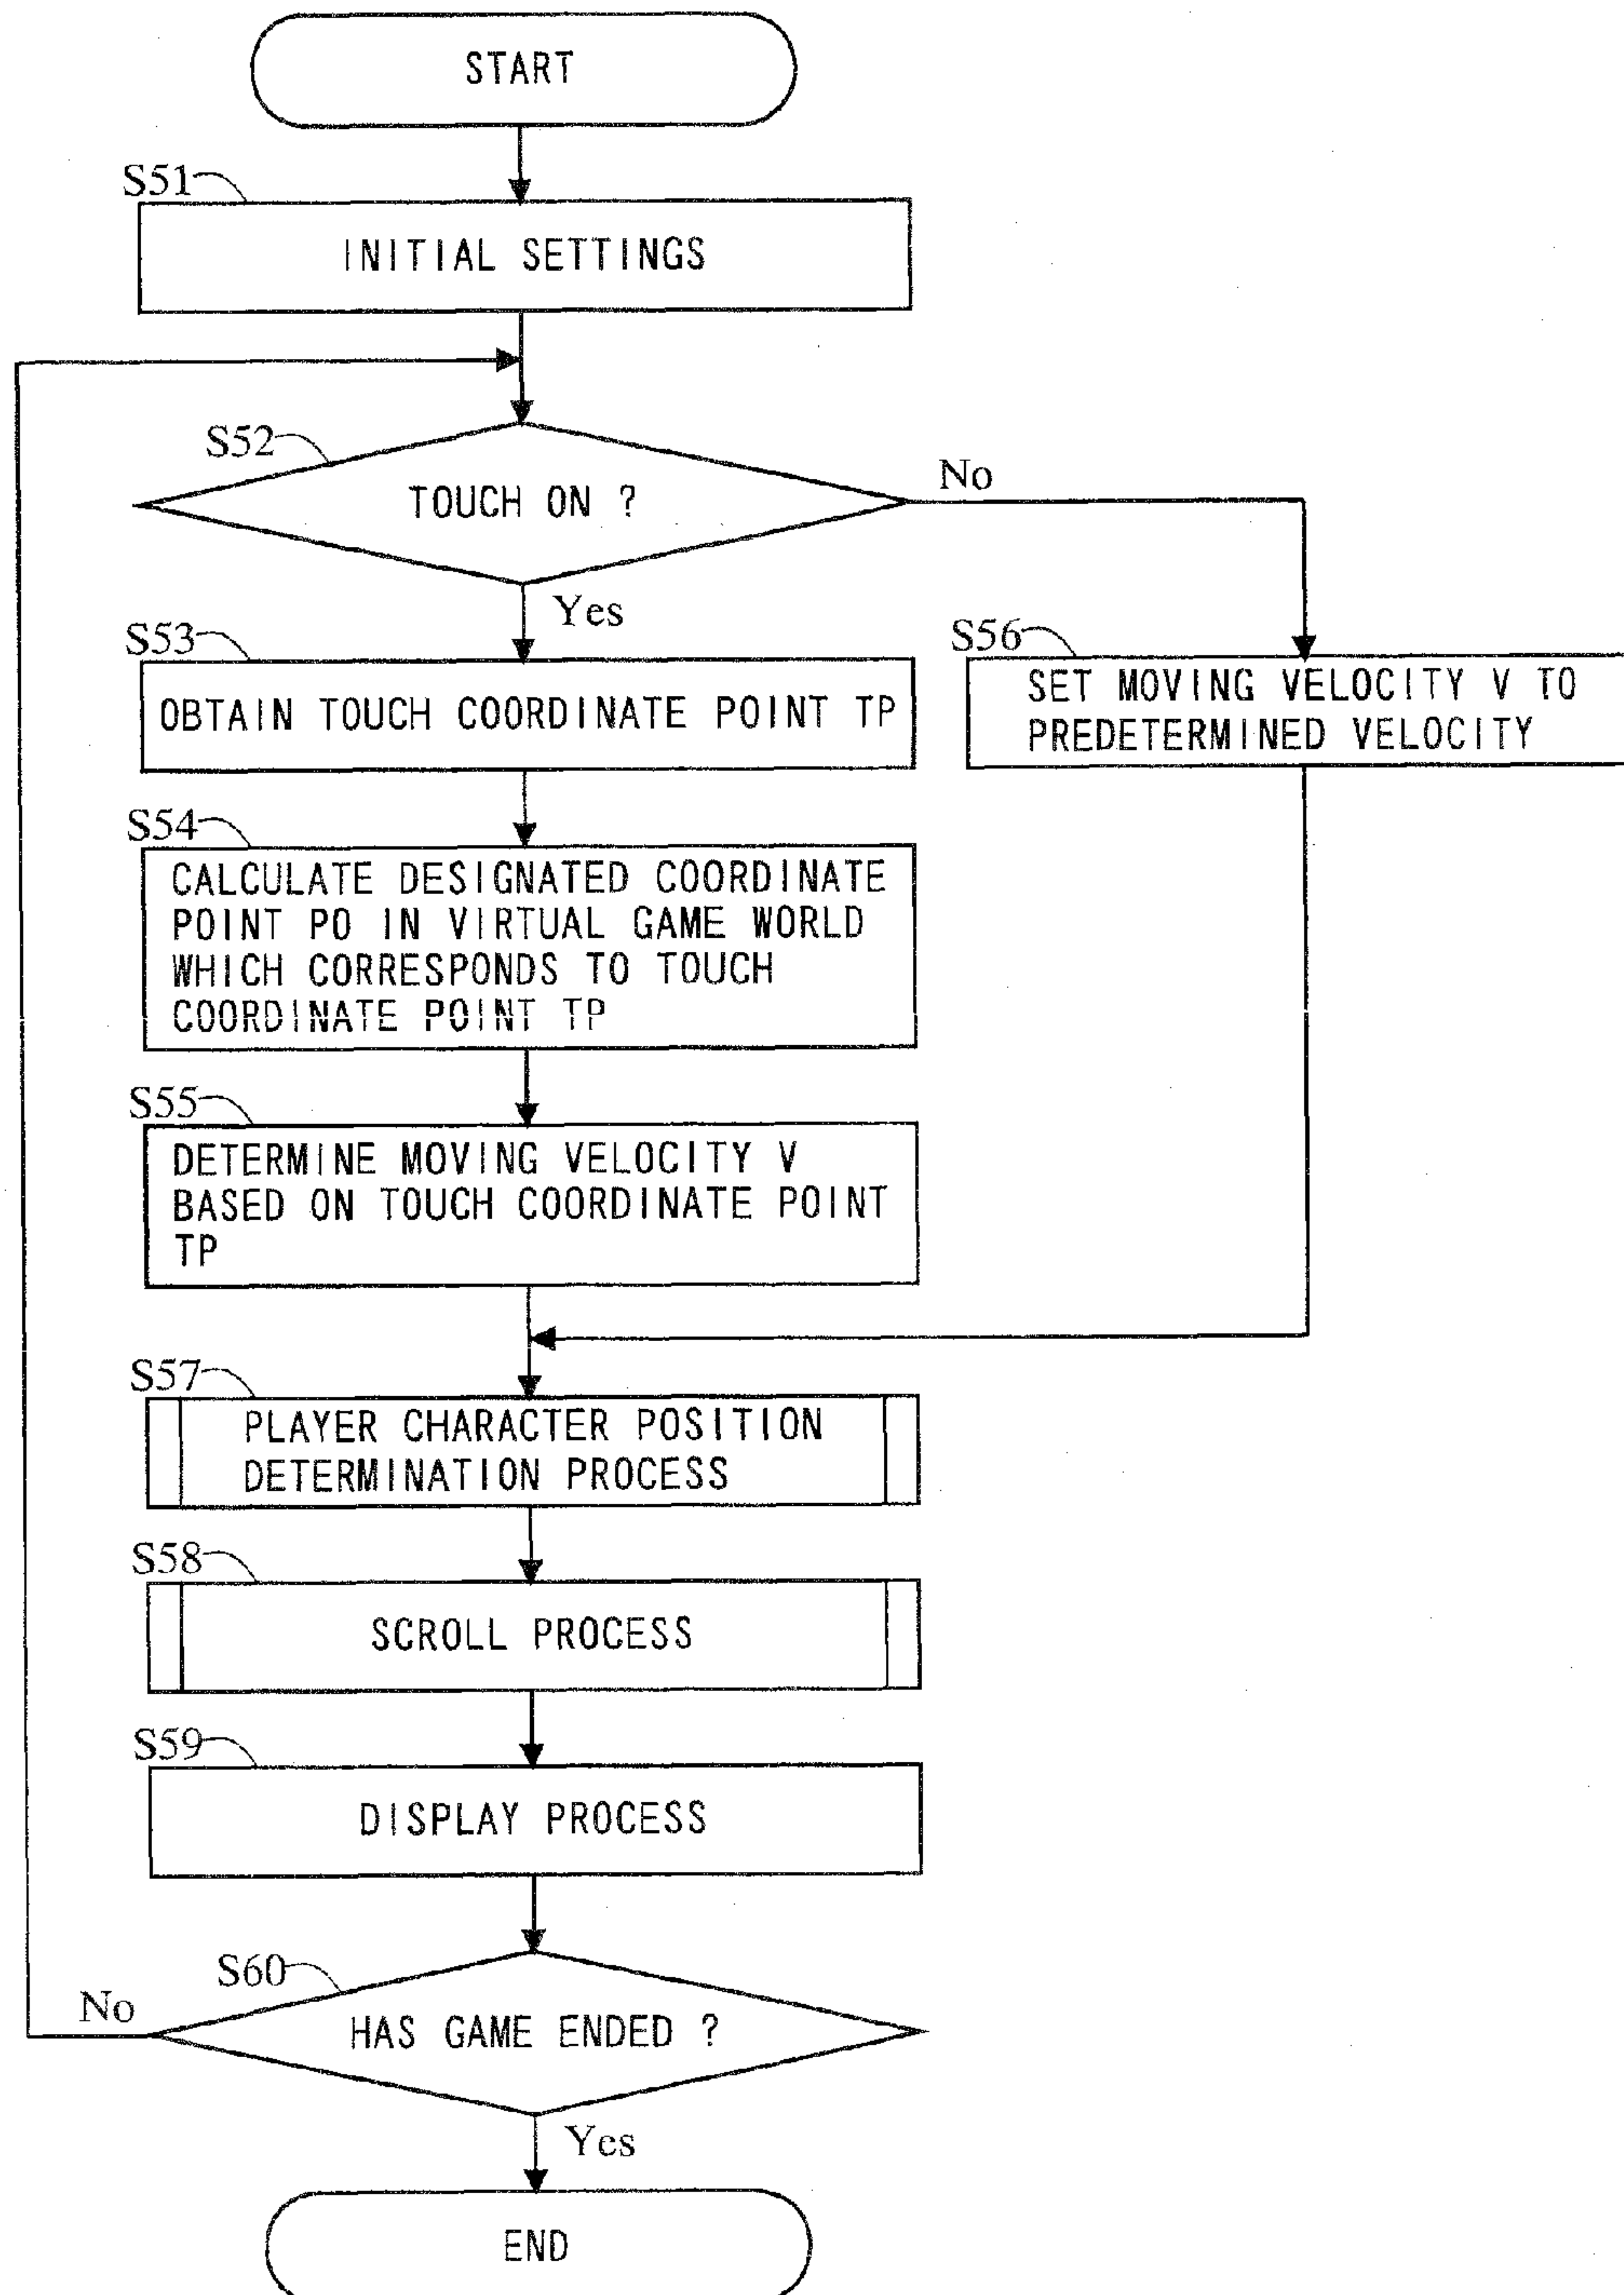 START
S51
INITIAL SETTINGS
S52
TOUCH ON ?
No
Yes
S53
OBTAIN TOUCH COORDINATE POINT TP
S56
SET MOVING VELOCITY V TO
PREDETERMINED VELOCITY
S54
CALCULATE DESIGNATED COORDINATE
POINT PO IN VIRTUAL GAME WORLD
WHICH CORRESPONDS TO TOUCH
COORDINATE POINT TP
S55
DETERMINE MOVING VELOCITY V
BASED ON TOUCH COORDINATE POINT
TP
S57
PLAYER CHARACTER POSITION
DETERMINATION PROCESS
S58
SCROLL PROCESS
S59
DISPLAY PROCESS
S60
No
HAS GAME ENDED ?
Yes
END